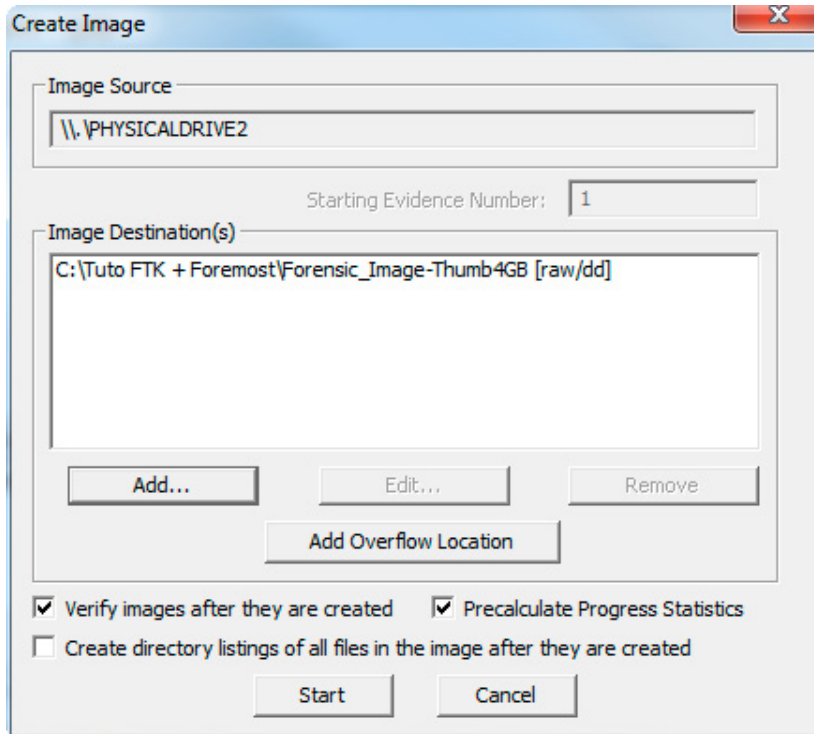 Create Image
Image Source
\\.\PHYSICALDRIVE2
Starting Evidence Number: 1
Image Destination(s)
C:\Tuto FTK + Foremost\Forensic_Image-Thumb4GB [raw/dd]
Add... Edit... Remove
Add Overflow Location
Verify images after they are created Precalculate Progress Statistics
Create directory listings of all files in the image after they are created
Start Cancel